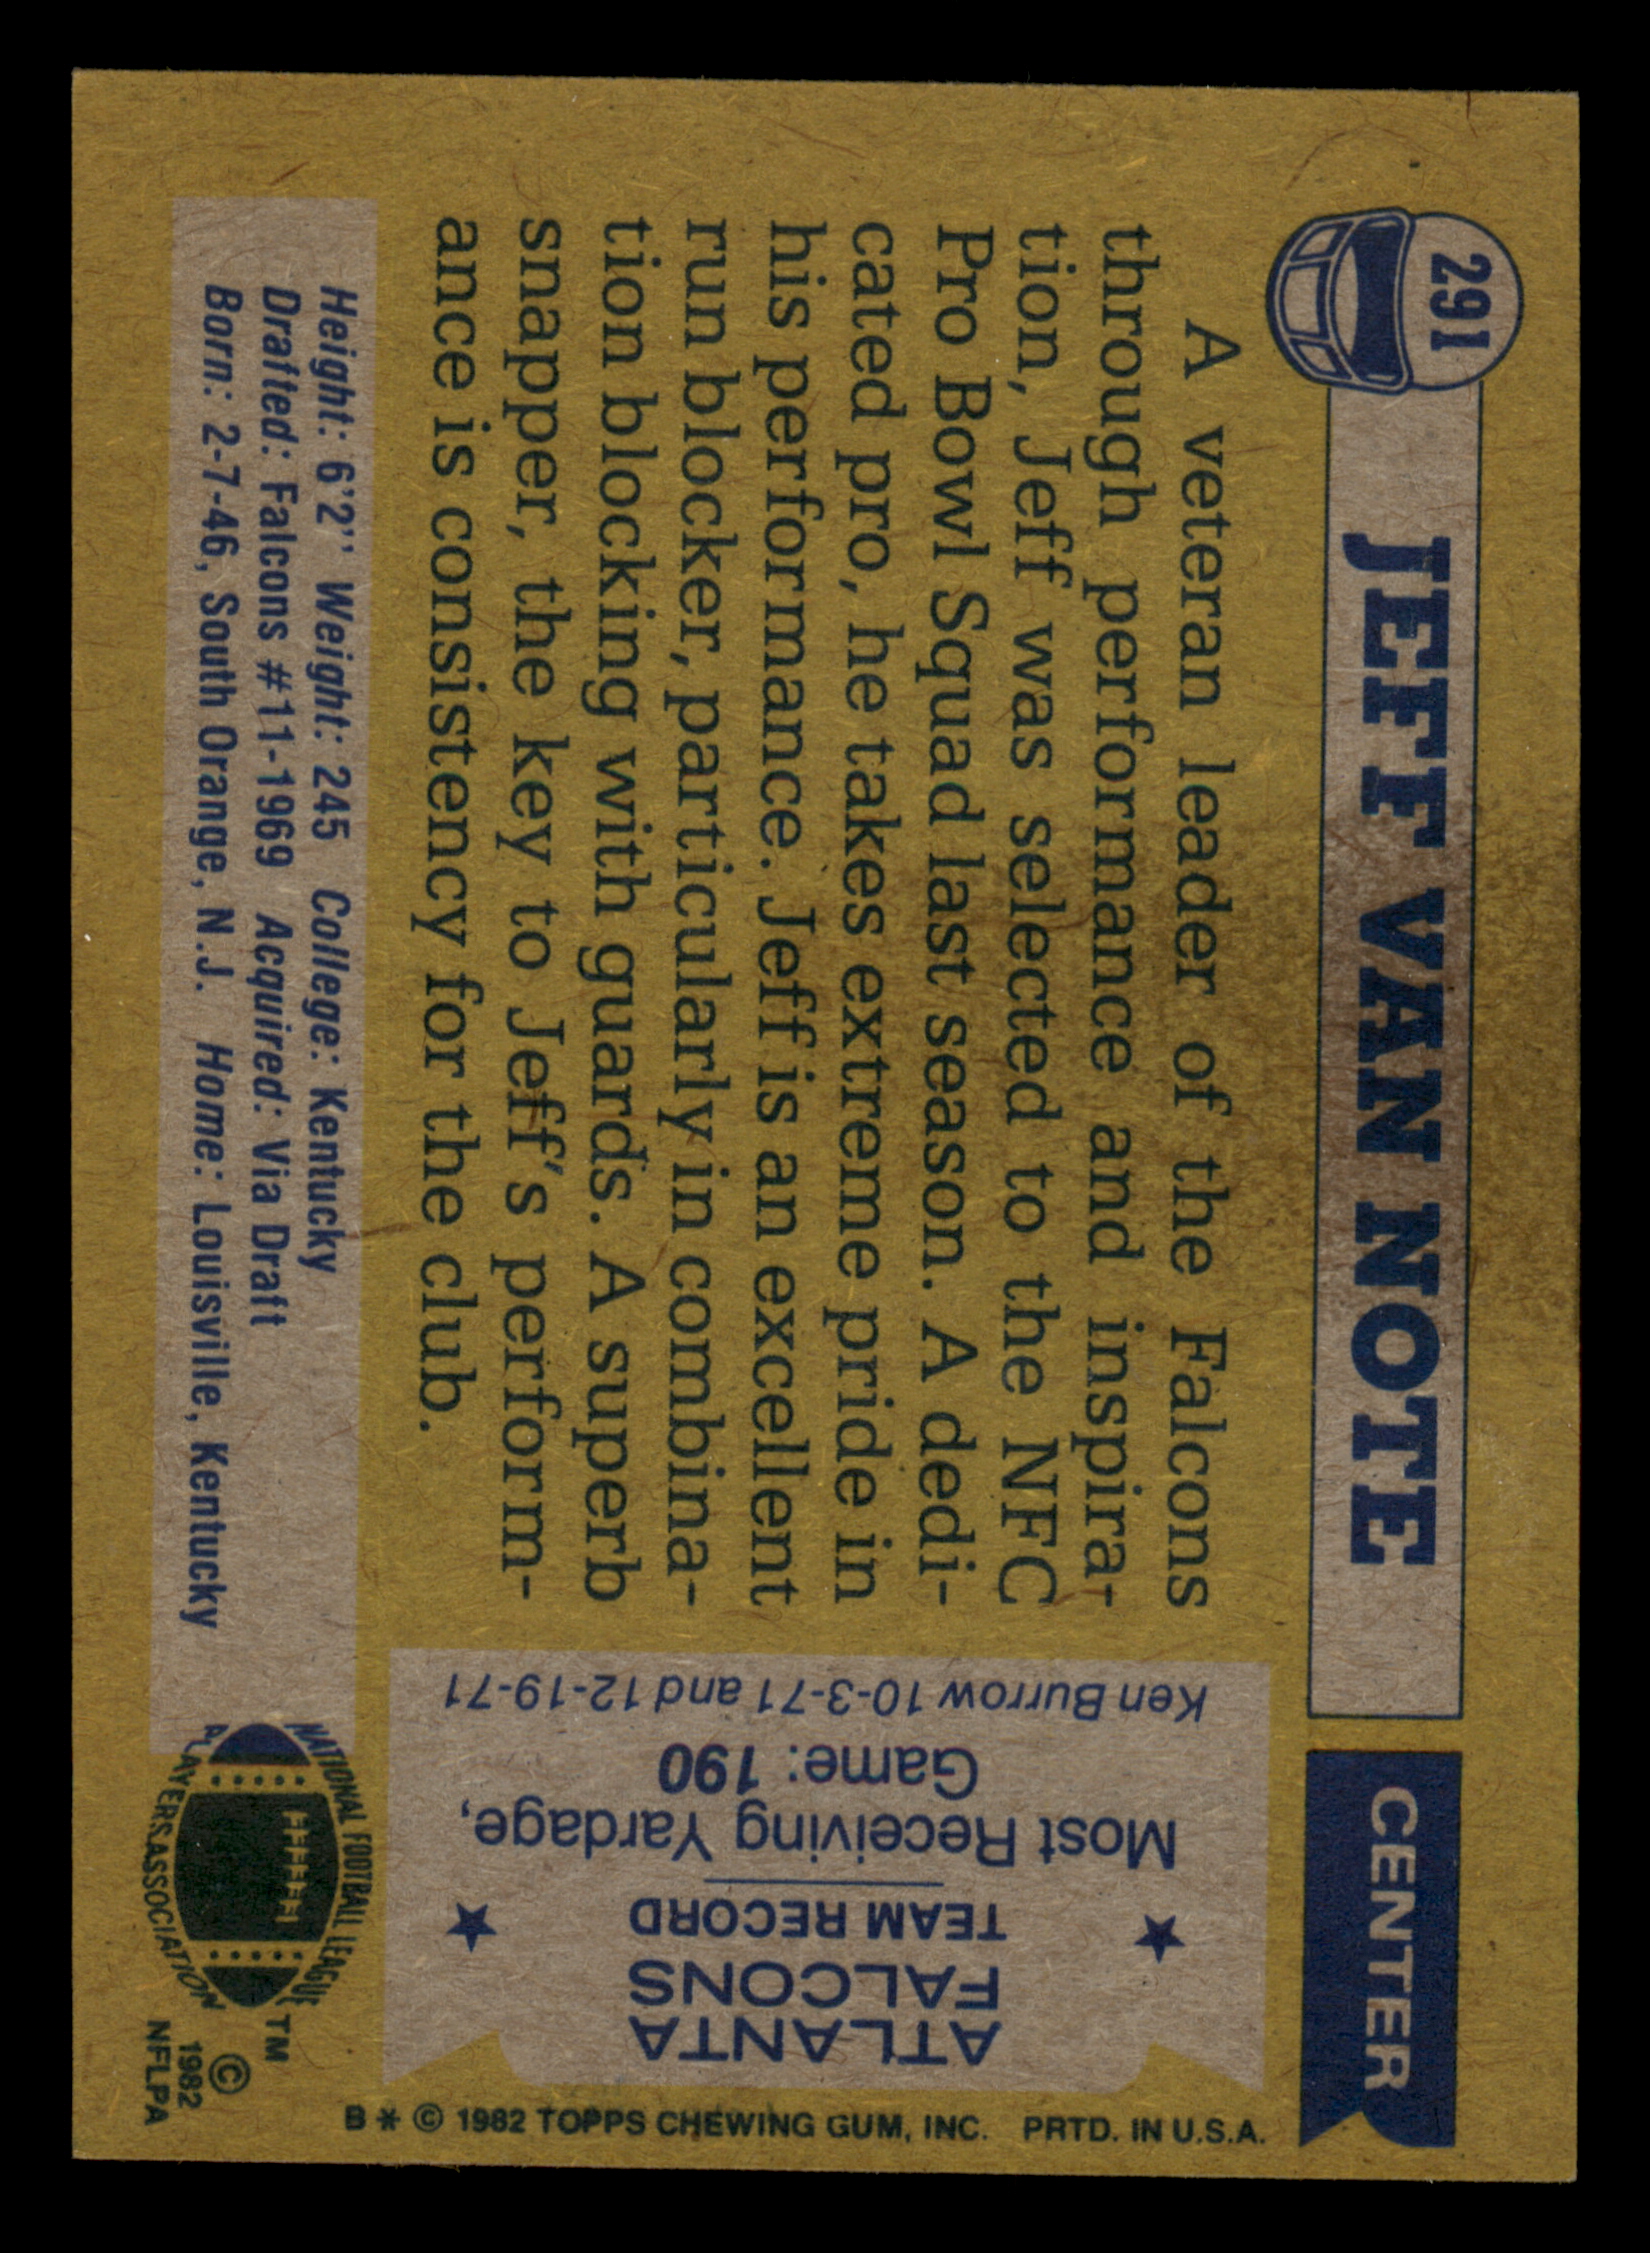 291
JEFF VAN NOTE
CENTER
A veteran leader of the Falcons
through performance and inspira-
tion, Jeff was selected to the NFC
Pro Bowl Squad last season. A dedi-
cated pro, he takes extreme pride in
his performance. Jeff is an excellent
run blocker, particularly in combina-
tion blocking with guards. A superb
snapper, the key to Jeff's perform-
ance is consistency for the club.
Height: 6'2'' Weight: 245 College: Kentucky
Drafted: Falcons #11-1969 Acquired: Via Draft
Born: 2-7-46, South Orange, N.J. Home: Louisville, Kentucky
ATLANTA
FALCONS
TEAM RECORD
Most Receiving Yardage,
Game: 190
Ken Burrow 10-3-71 and 12-19-71
NATIONAL FOOTBALL LEAGUE
PLAYERS ASSOCIATION
TM
©
1982
NFLPA
B * © 1982 TOPPS CHEWING GUM, INC. PRTD. IN U.S.A.